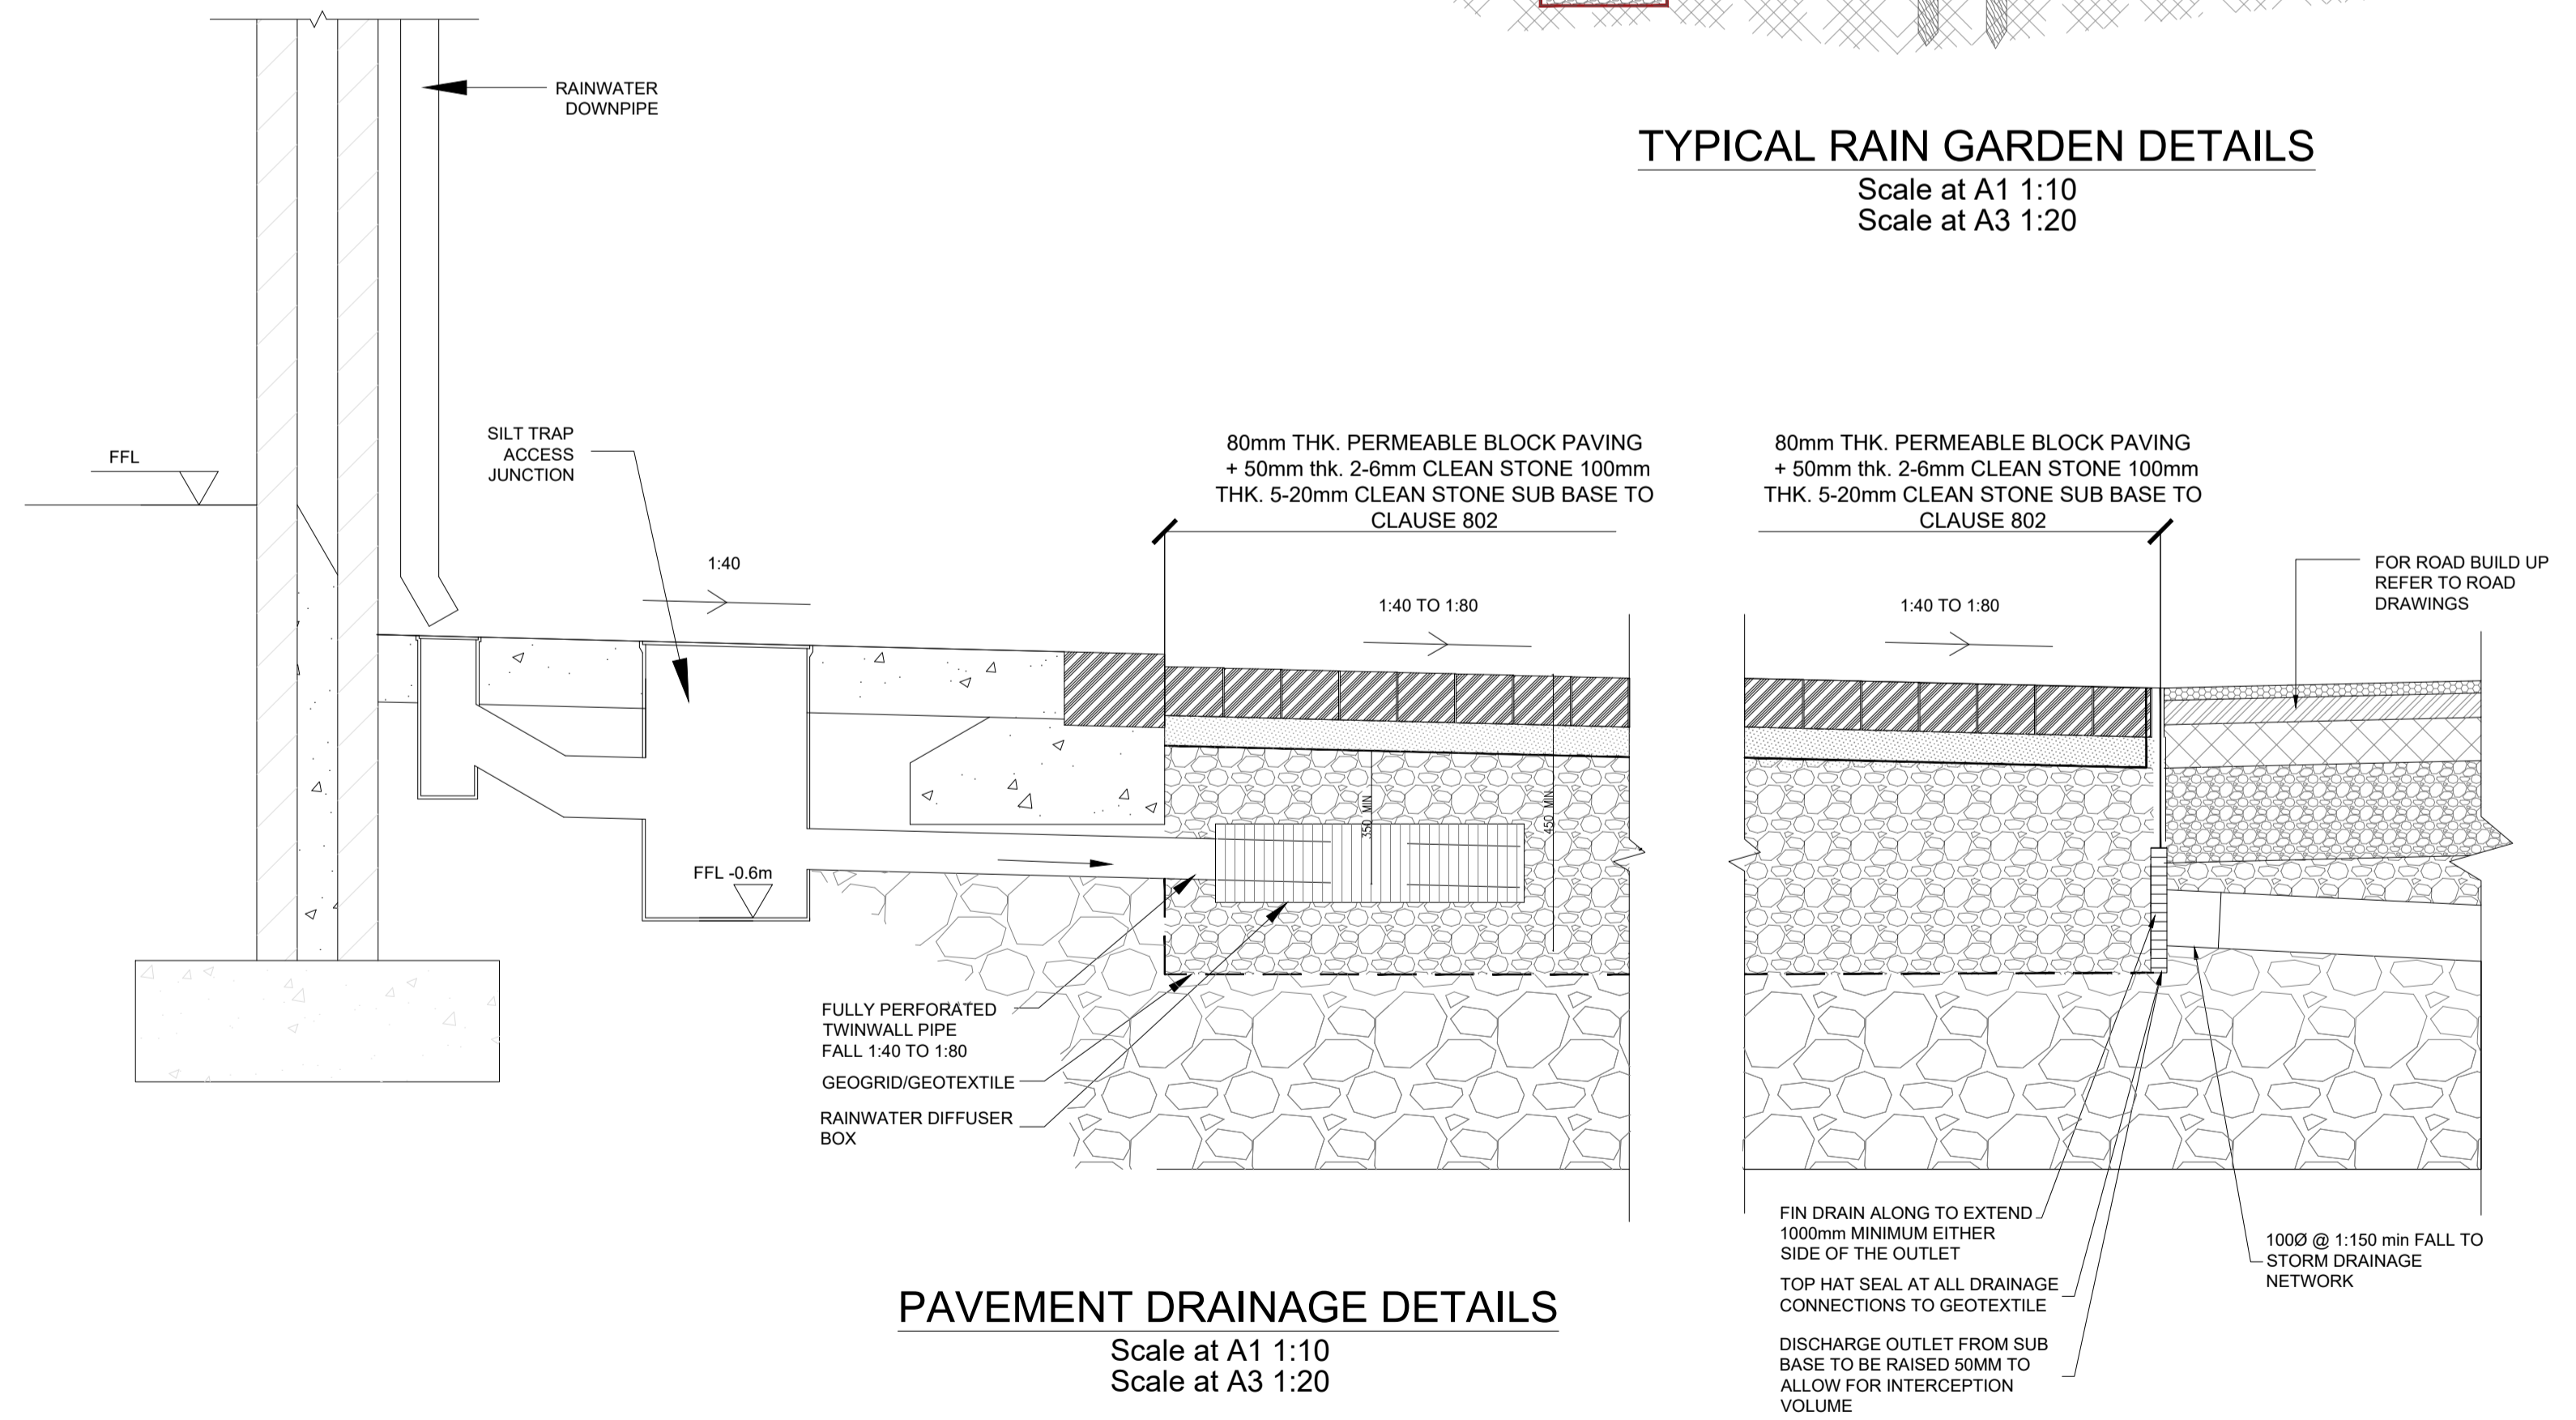 RAINWATER
DOWNPIPE
TYPICAL RAIN GARDEN DETAILS
Scale at A1 1:10
Scale at A3 1:20
SILT TRAP
ACCESS
JUNCTION
FFL
1:40
80mm THK. PERMEABLE BLOCK PAVING
+ 50mm thk. 2-6mm CLEAN STONE 100mm
THK. 5-20mm CLEAN STONE SUB BASE TO
CLAUSE 802
80mm THK. PERMEABLE BLOCK PAVING
+ 50mm thk. 2-6mm CLEAN STONE 100mm
THK. 5-20mm CLEAN STONE SUB BASE TO
CLAUSE 802
1:40 TO 1:80
1:40 TO 1:80
FOR ROAD BUILD UP
REFER TO ROAD
DRAWINGS
350 MIN
450 MIN
FFL -0.6m
FULLY PERFORATED
TWINWALL PIPE
FALL 1:40 TO 1:80
GEOGRID/GEOTEXTILE
RAINWATER DIFFUSER
BOX
FIN DRAIN ALONG TO EXTEND
1000mm MINIMUM EITHER
SIDE OF THE OUTLET
TOP HAT SEAL AT ALL DRAINAGE
CONNECTIONS TO GEOTEXTILE
DISCHARGE OUTLET FROM SUB
BASE TO BE RAISED 50MM TO
ALLOW FOR INTERCEPTION
VOLUME
100Ø @ 1:150 min FALL TO
STORM DRAINAGE
NETWORK
PAVEMENT DRAINAGE DETAILS
Scale at A1 1:10
Scale at A3 1:20